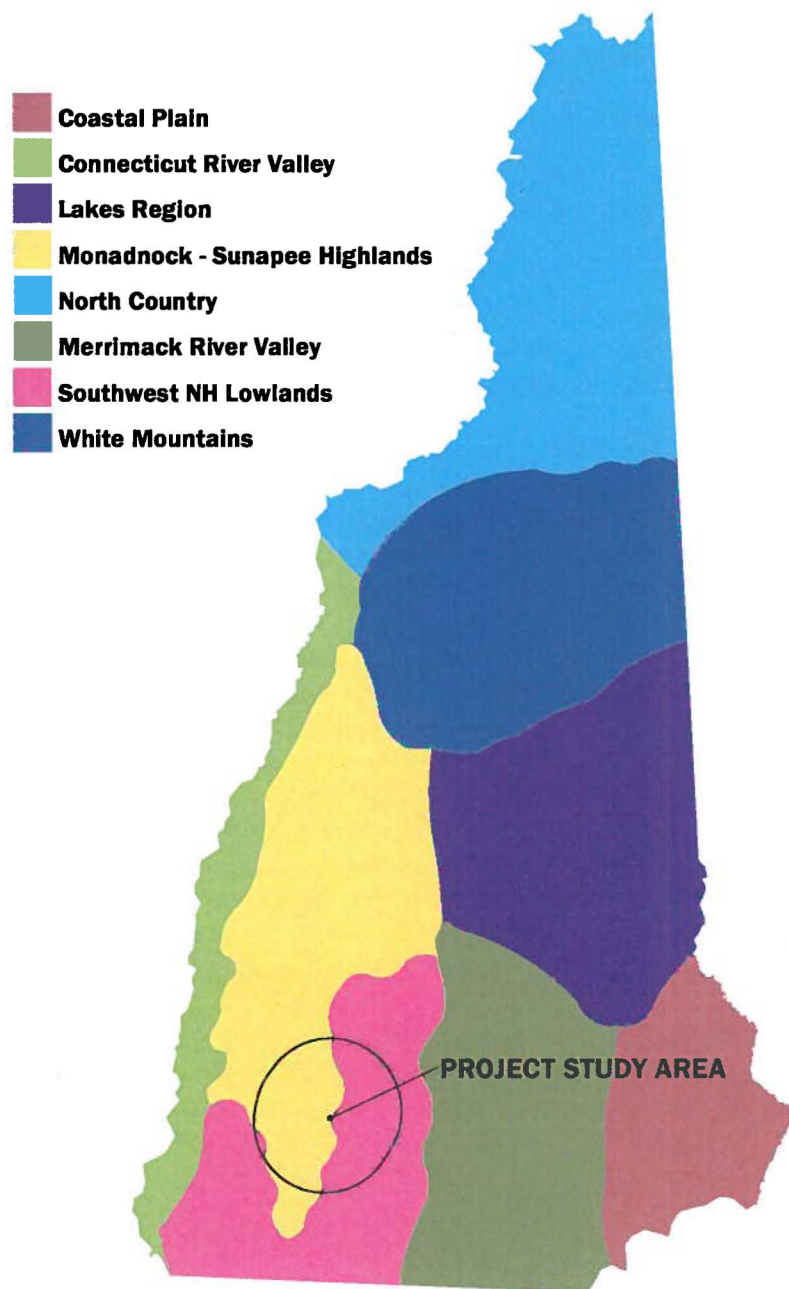 Coastal Plain
Connecticut River Valley
Lakes Region
Monadnock - Sunapee Highlands
North Country
Merrimack River Valley
Southwest NH Lowlands
White Mountains
PROJECT STUDY AREA